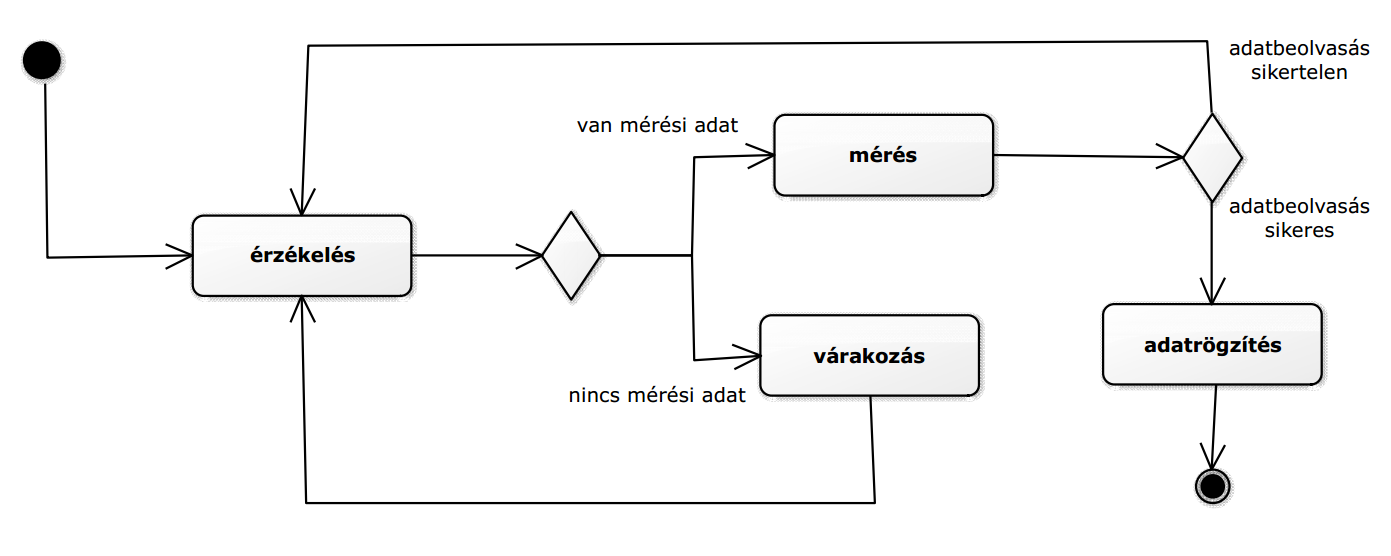 adatbeolvasás
sikertelen
van mérési adat
mérés
adatbeolvasás
sikeres
érzékelés
várakozás
adatrögzítés
nincs mérési adat